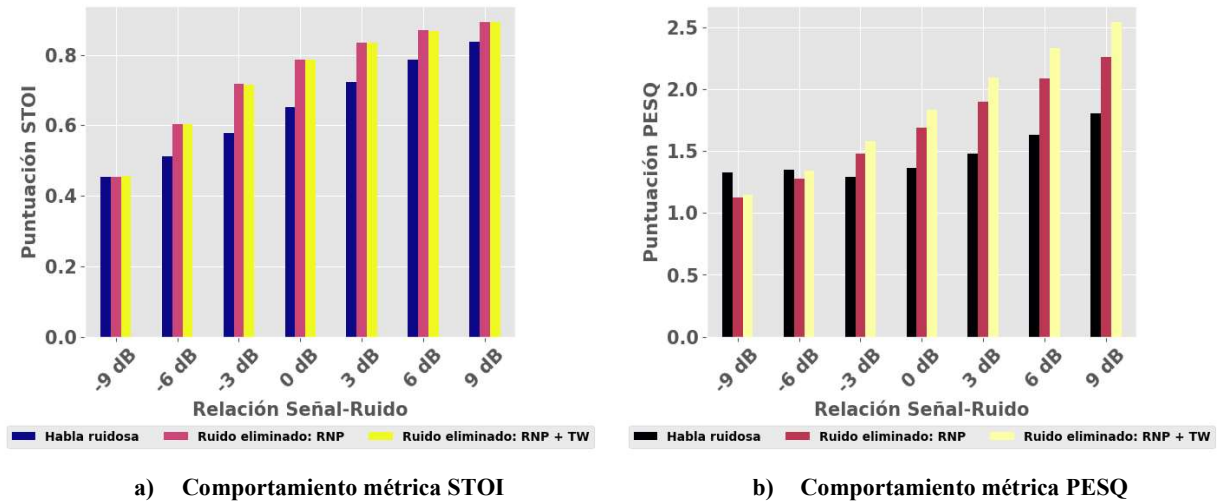 Puntuación STOI
0.8
0.6
0.4
0.2
0.0
-9 dB
-6 dB
-3 dB
0 dB
3 dB
6 dB
9 dB
Relación Señal-Ruido
Habla ruidosa Ruido eliminado: RNP Ruido eliminado: RNP + TW
a) Comportamiento métrica STOI
Puntuación PESQ
2.5
2.0
1.5
1.0
0.5
0.0
-9 dB
-6 dB
-3 dB
0 dB
3 dB
6 dB
9 dB
Relación Señal-Ruido
Habla ruidosa Ruido eliminado: RNP Ruido eliminado: RNP + TW
b) Comportamiento métrica PESQ